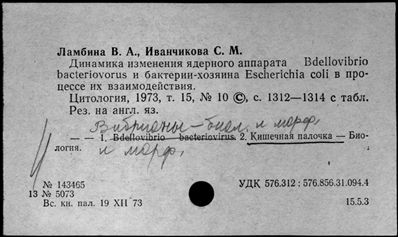 Ламбина В. А., Иванчикова С. М.
Динамика изменения ядерного аппарата Bdellovibrio
bacteriovorus и бактерии-хозяина Escherichia coli в про-
цессе их взаимодействия.
Цитология, 1973, т. 15, № 10 ©, с. 1312—1314 с табл.
Рез. на англ. яз.
Вибрионы — биол. и морф.
— 1. Bdellovibrio bacteriovirus. 2. Кишечная палочка — Био-
логия.
и морф.
№ 143465
13 № 5073
Вс. кн. пал. 19 XII 73
УДК 576.312 : 576.856.31.094.4
15.5.3